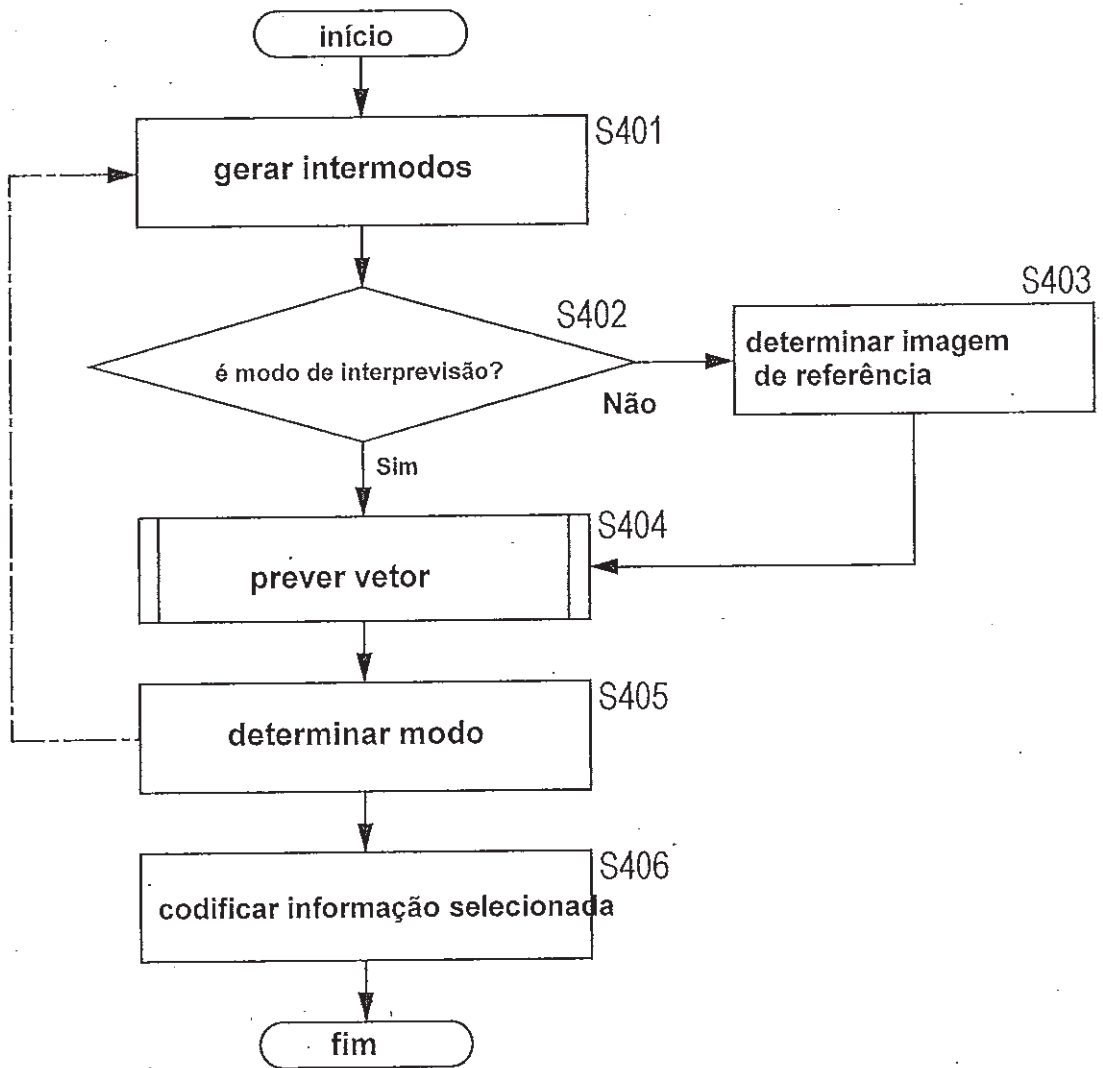 início
S401
gerar intermodos
S402
é modo de interprevisão?
Não
S403
determinar imagem
de referência
Sim
S404
prever vetor
S405
determinar modo
S406
codificar informação selecionada
fim